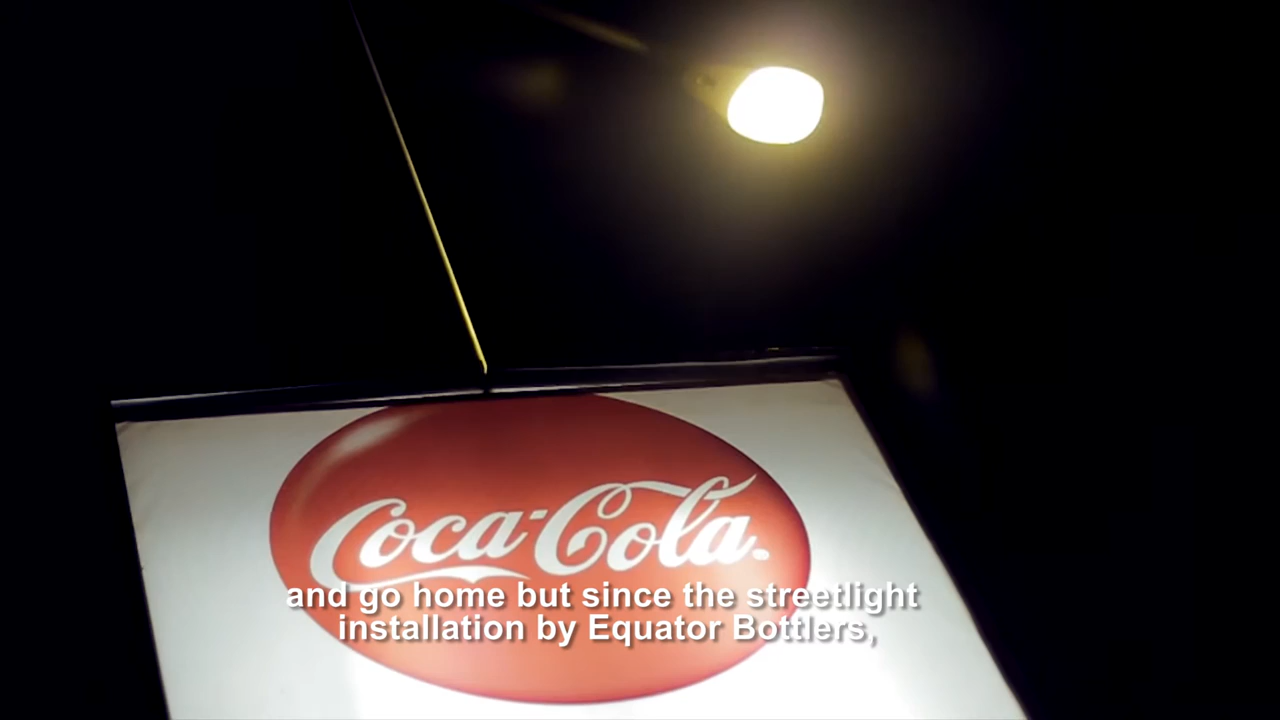 Coca-Cola
and go home but since the streetlight
installation by Equator Bottlers,